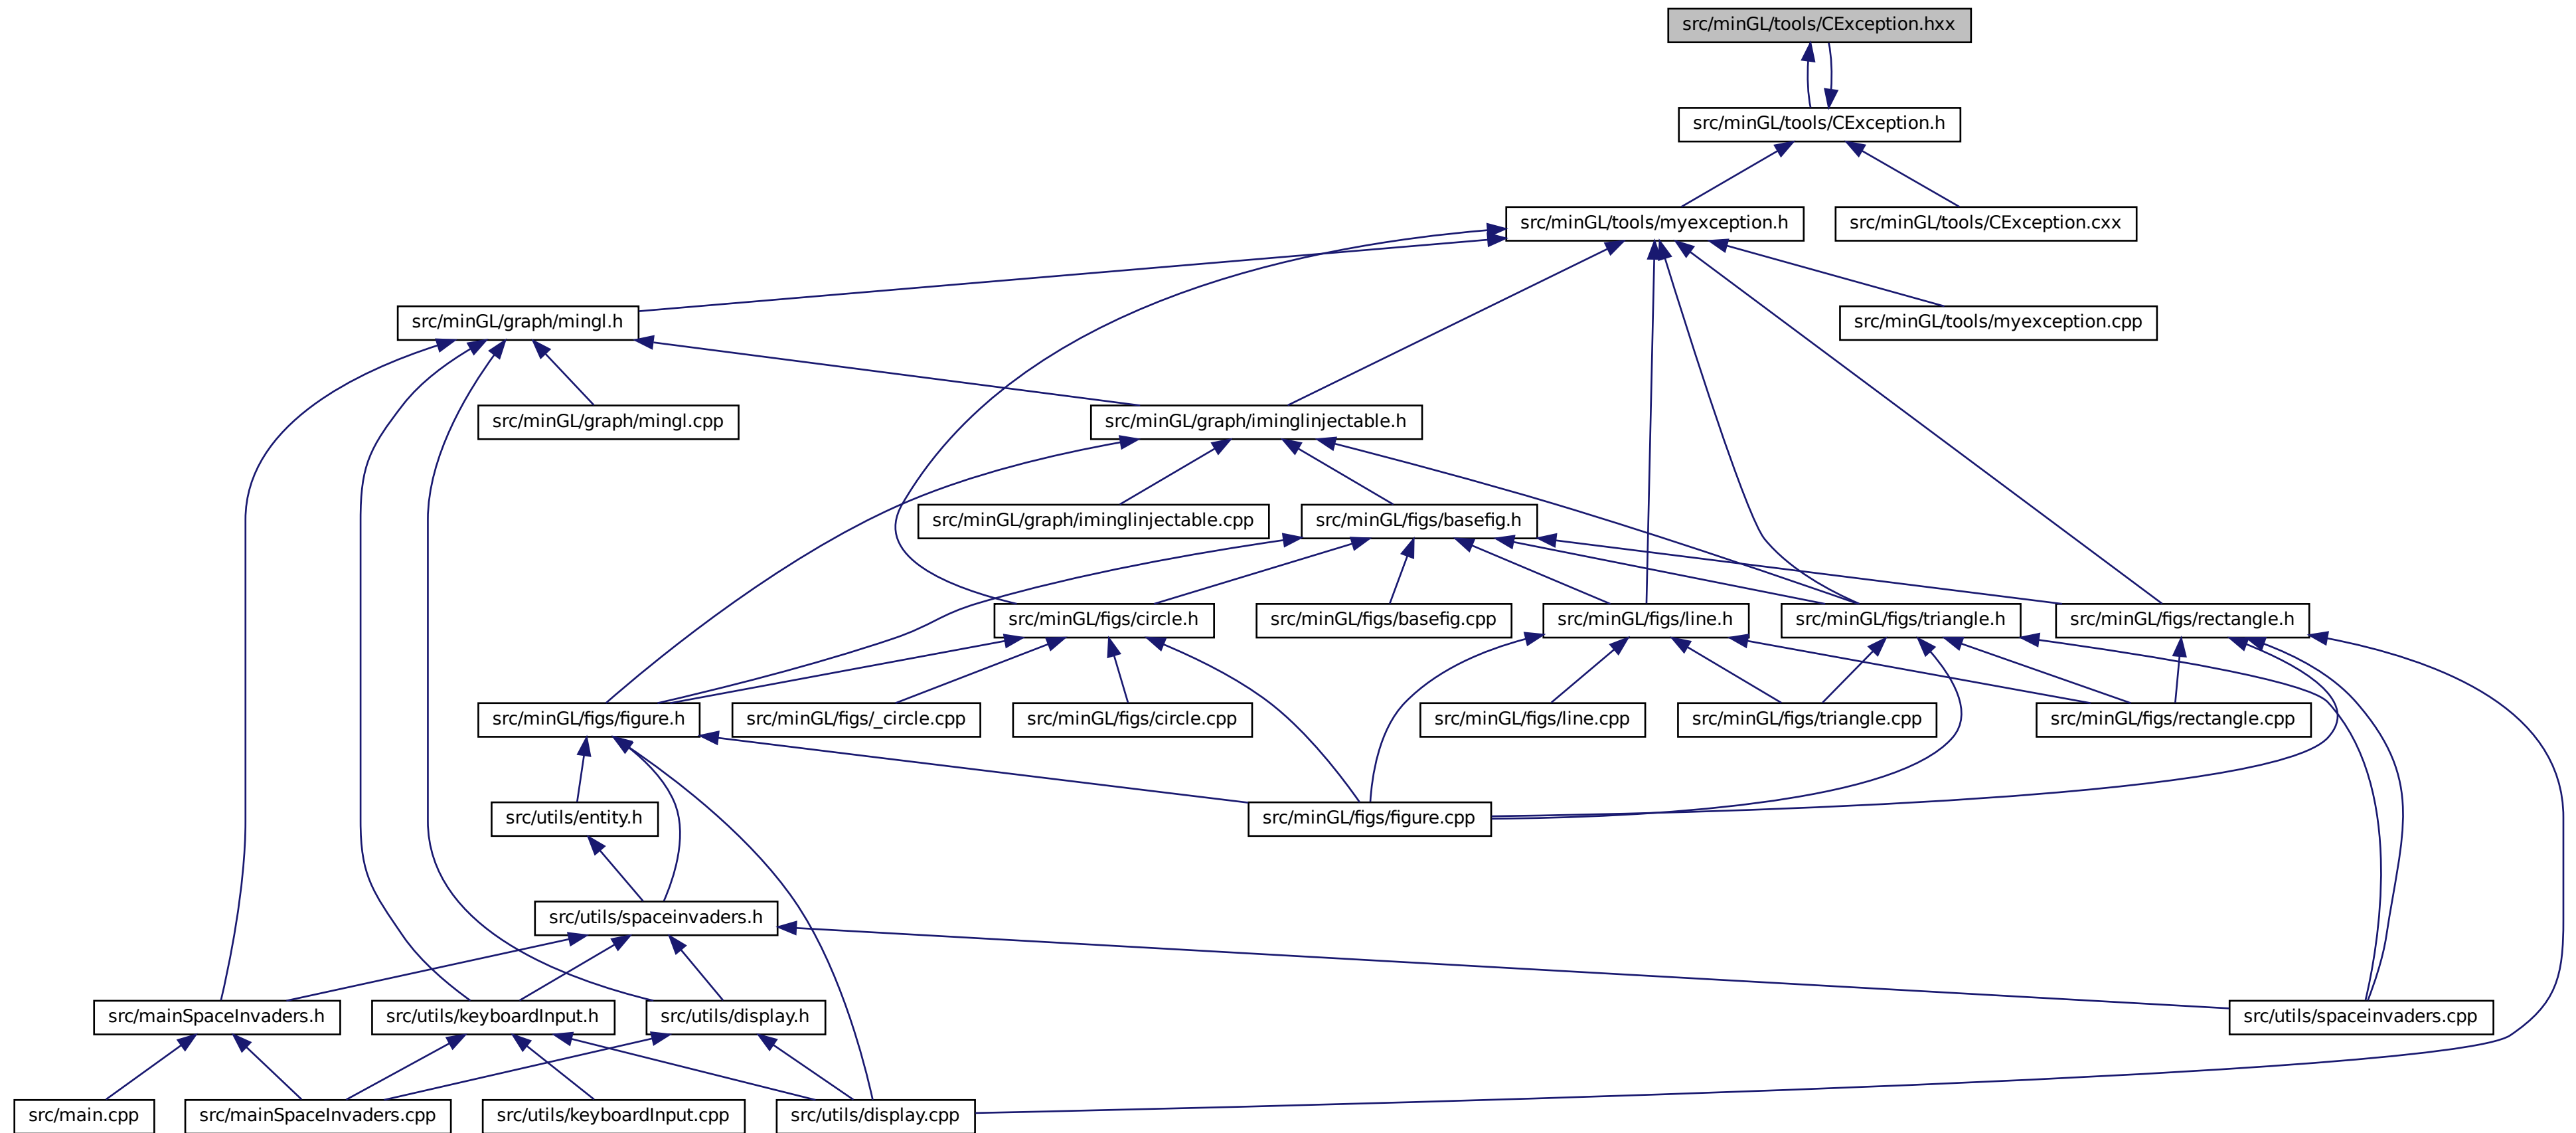 src/minGL/tools/CException.hxx
src/minGL/tools/CException.h
src/minGL/tools/myexception.h
src/minGL/tools/CException.cxx
src/minGL/graph/mingl.h
src/minGL/tools/myexception.cpp
src/minGL/graph/mingl.cpp
src/minGL/graph/iminglinjectable.h
src/minGL/graph/iminglinjectable.cpp
src/minGL/figs/basefig.h
src/minGL/figs/circle.h
src/minGL/figs/basefig.cpp
src/minGL/figs/line.h
src/minGL/figs/triangle.h
src/minGL/figs/rectangle.h
src/minGL/figs/figure.h
src/minGL/figs/_circle.cpp
src/minGL/figs/circle.cpp
src/minGL/figs/line.cpp
src/minGL/figs/triangle.cpp
src/minGL/figs/rectangle.cpp
src/utils/entity.h
src/minGL/figs/figure.cpp
src/utils/spaceinvaders.h
src/mainSpaceInvaders.h
src/utils/keyboardInput.h
src/utils/display.h
src/utils/spaceinvaders.cpp
src/main.cpp
src/mainSpaceInvaders.cpp
src/utils/keyboardInput.cpp
src/utils/display.cpp